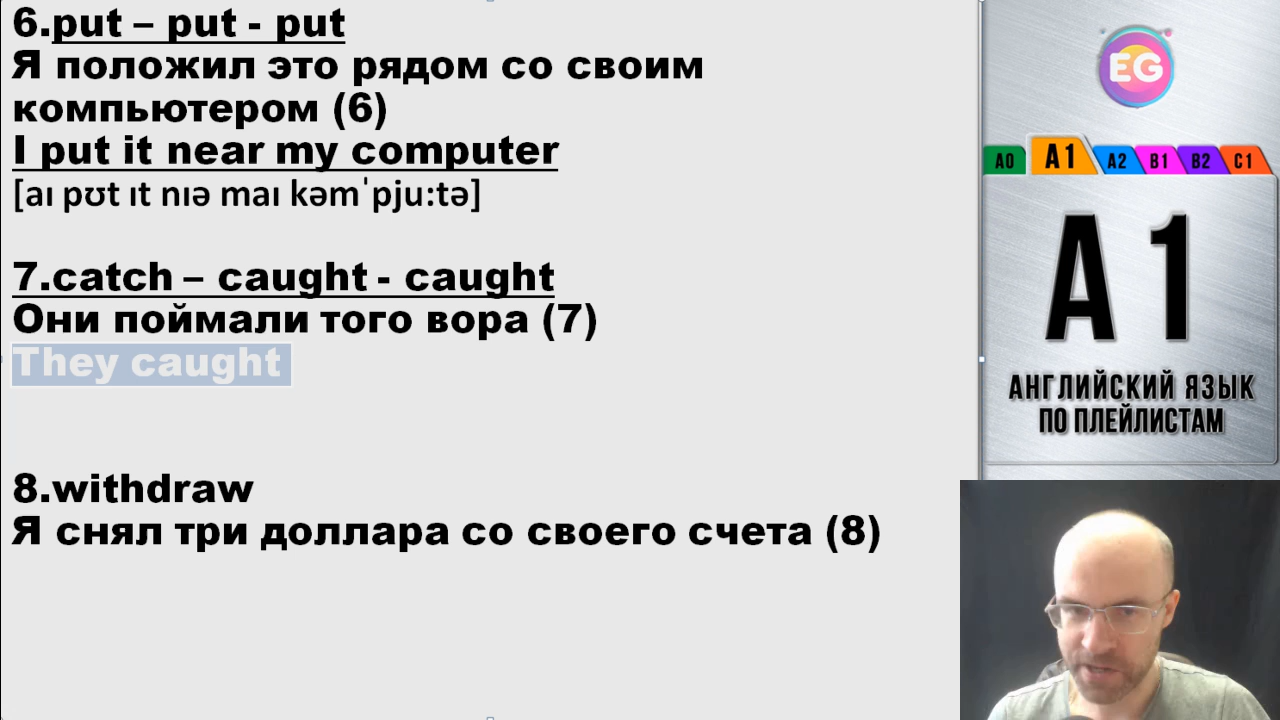 6.put – put - put
Я положил это рядом со своим
компьютером (6)
I put it near my computer
[aɪ pʊt ɪt nɪə maɪ kəmˈpju:tə]
7.catch – caught - caught
Они поймали того вора (7)
They caught
8.withdraw
Я снял три доллара со своего счета (8)
EG
A0 A1 A2 B1 B2 C1
A 1
АНГЛИЙСКИЙ ЯЗЫК
ПО ПЛЕЙЛИСТАМ